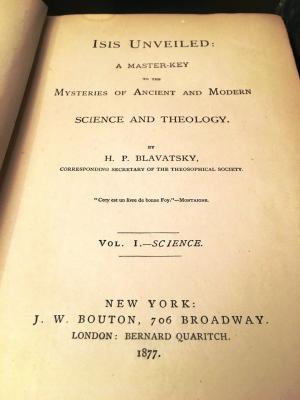 ISIS UNVEILED:
A MASTER-KEY
TO THE
MYSTERIES OF ANCIENT AND MODERN
SCIENCE AND THEOLOGY.
BY
H. P. BLAVATSKY,
CORRESPONDING SECRETARY OF THE THEOSOPHICAL SOCIETY.
"Cecy est un livre de bonne Foy."—MONTAIGNE.
VOL. I.—SCIENCE.
NEW YORK:
J. W. BOUTON, 706 BROADWAY.
LONDON: BERNARD QUARITCH.
1877.